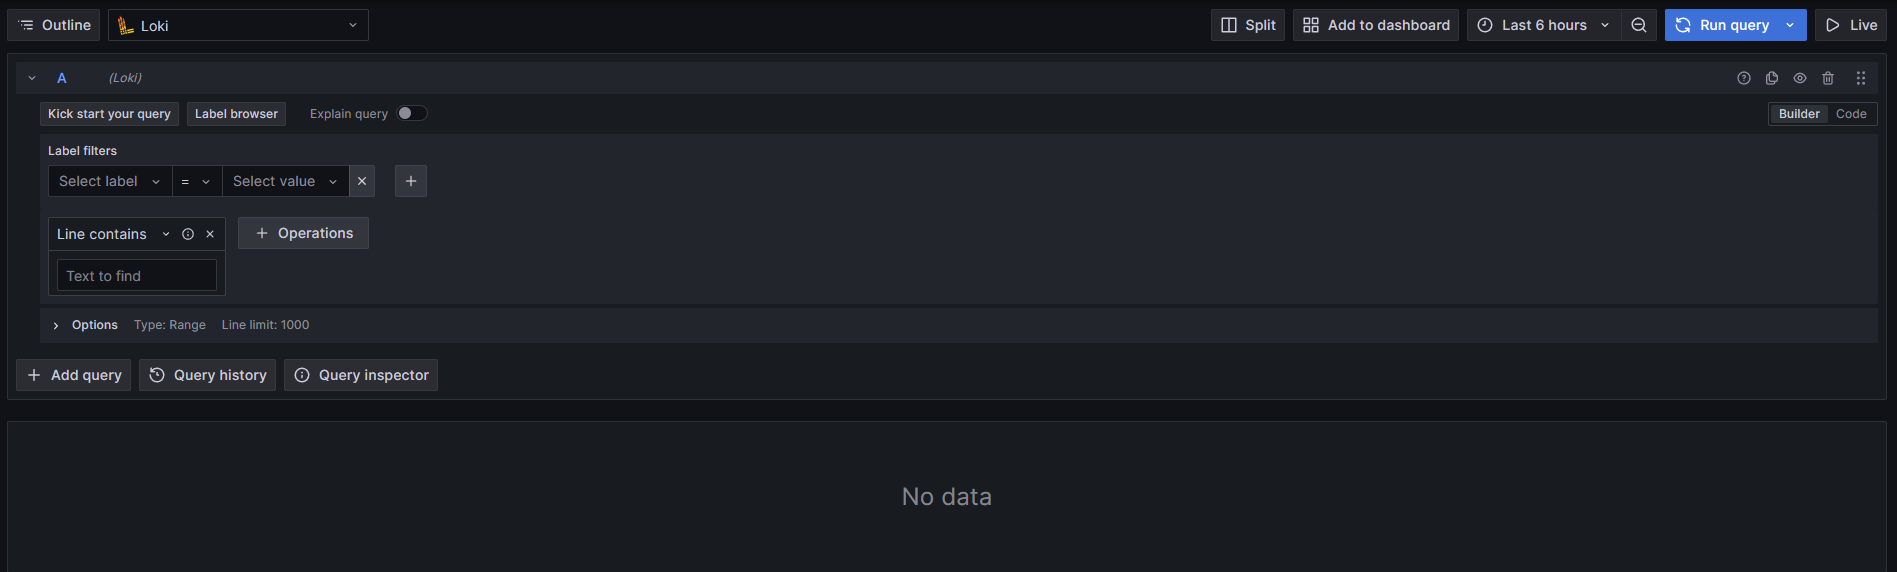 Outline Loki Split Add to dashboard Last 6 hours Run query Live
A (Loki)
Kick start your query Label browser Explain query Builder Code
Label filters
Select label = Select value
Line contains Operations
Text to find
Options Type: Range Line limit: 1000
Add query Query history Query inspector
No data